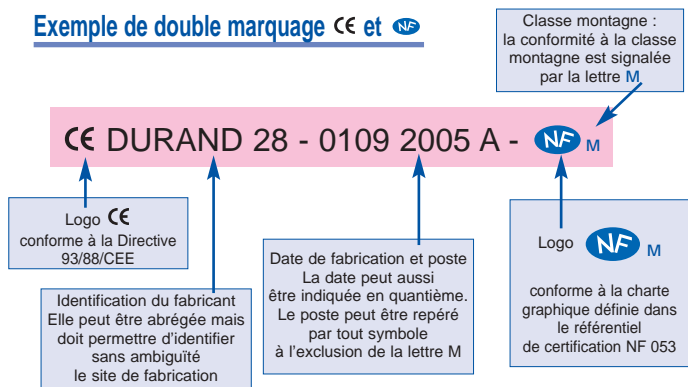 Exemple de double marquage CE et NF
Classe montagne :
la conformité à la classe
montagne est signalée
par la lettre M
CE DURAND 28 - 0109 2005 A - NF M
Logo CE
conforme à la Directive
93/88/CEE
Identification du fabricant
Elle peut être abrégée mais
doit permettre d'identifier
sans ambiguïté
le site de fabrication
Date de fabrication et poste
La date peut aussi
être indiquée en quantième.
Le poste peut être repéré
par tout symbole
à l'exclusion de la lettre M
Logo NF M
conforme à la charte
graphique définie dans
le référentiel
de certification NF 053